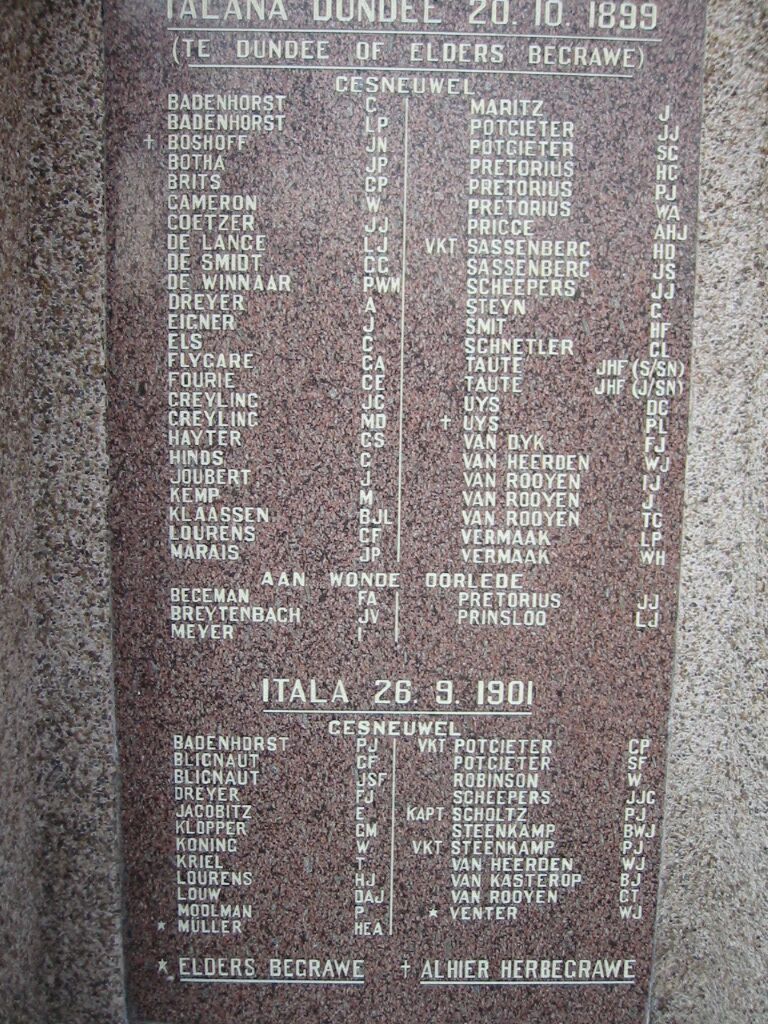 TALANA DUNDEE 20. 10. 1899
(TE DUNDEE OF ELDERS BEGRAWE)
GESNEUWEL
BADENHORST C
BADENHORST LP
† BOSHOFF JN
BOTHA JP
BRITS CP
CAMERON W
COETZER JJ
DE LANGE LJ
DE SMIDT CC
DE WINNAAR PWM
DREYER A
EIGNER J
ELS C
FLYGARE CA
FOURIE CE
GREYLING JC
GREYLING MD
HAYTER CS
HINDS C
JOUBERT J
KEMP M
KLAASSEN BJL
LOURENS CF
MARAIS JP
MARITZ J
POTGIETER JJ
POTGIETER SC
PRETORIUS HC
PRETORIUS PJ
PRETORIUS WA
PRIGGE AHJ
VKT SASSENBERG HD
SASSENBERG JS
SCHEEPERS JJ
STEYN C
SMIT HF
SCHNETLER CL
TAUTE JHF (S/SN)
TAUTE JHF (J/SN)
UYS DC
† UYS PL
VAN DYK FJ
VAN HEERDEN WJ
VAN ROOYEN IJ
VAN ROOYEN J
VAN ROOYEN TC
VERMAAK LP
VERMAAK WH
AAN WONDE OORLEDE
BEGEMAN FA
BREYTENBACH JV
MEYER I
PRETORIUS JJ
PRINSLOO LJ
ITALA 26. 9. 1901
GESNEUWEL
BADENHORST PJ
BLIGNAUT CF
BLIGNAUT JSF
DREYER FJ
JACOBITZ E
KLOPPER CM
KONING W
KRIEL T
LOURENS HJ
LOUW DAJ
MOOLMAN P
* MULLER HEA
VKT POTGIETER CP
POTGIETER SF
ROBINSON W
SCHEEPERS JJC
KAPT SCHOLTZ PJ
STEENKAMP BWJ
VKT STEENKAMP PJ
VAN HEERDEN WJ
VAN KASTEROP BJ
VAN ROOYEN CT
* VENTER WJ
* ELDERS BEGRAWE † ALHIER HERBEGRAWE